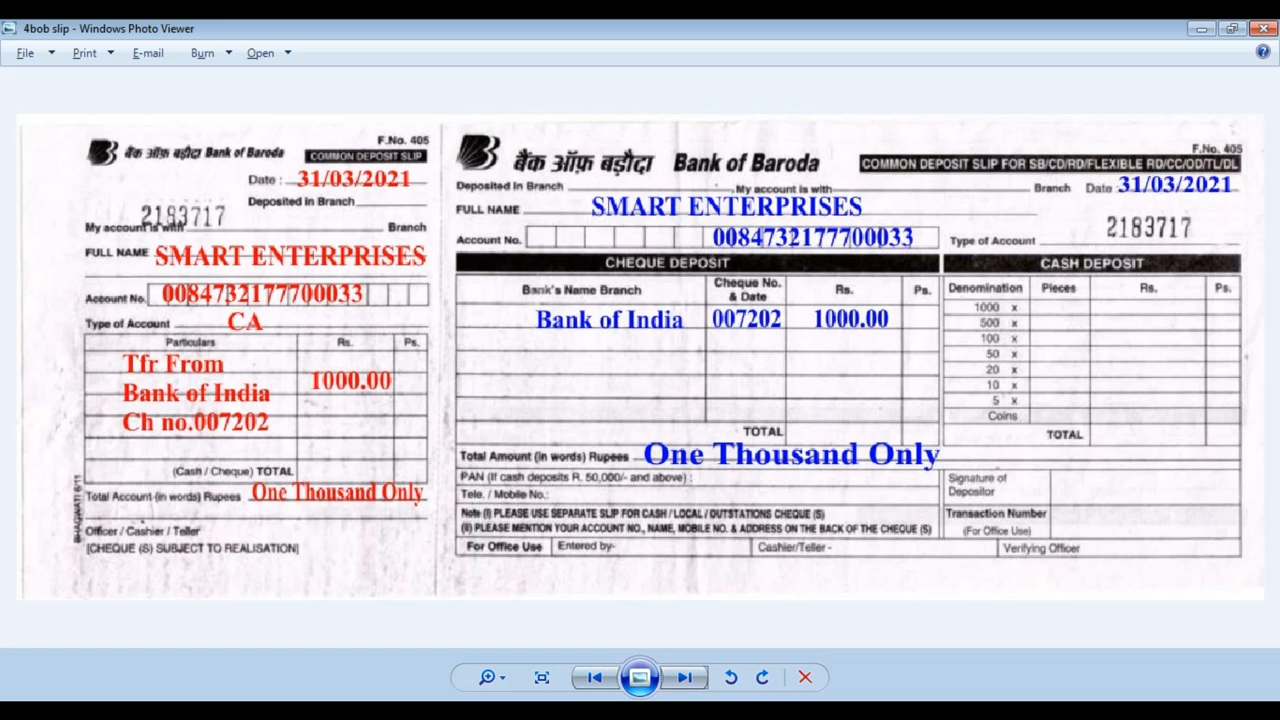 4bob slip - Windows Photo Viewer
File Print E-mail Burn Open
F.No. 405
बैंक ऑफ़ बड़ौदा Bank of Baroda
COMMON DEPOSIT SLIP
Date : 31/03/2021
Deposited in Branch
2183717
My account is with Branch
FULL NAME SMART ENTERPRISES
Account No. 0084732177700033
Type of Account CA
Particulars Rs. Ps.
Tfr From
Bank of India
Ch no.007202
1000.00
(Cash / Cheque) TOTAL
Total Account (in words) Rupees One Thousand Only
Officer / Cashier / Teller
[CHEQUE (S) SUBJECT TO REALISATION]
BHAGWATI 6/11
F.No. 405
बैंक ऑफ़ बड़ौदा Bank of Baroda
COMMON DEPOSIT SLIP FOR SB/CD/RD/FLEXIBLE RD/CC/OD/TL/DL
Deposited in Branch My account is with Branch Date 31/03/2021
FULL NAME SMART ENTERPRISES
2183717
Account No. 0084732177700033 Type of Account
CHEQUE DEPOSIT
Bank's Name Branch Cheque No. & Date Rs. Ps.
Bank of India 007202 1000.00
TOTAL
CASH DEPOSIT
Denomination Pieces Rs. Ps.
1000 x
500 x
100 x
50 x
20 x
10 x
5 x
Coins
TOTAL
Total Amount (in words) Rupees One Thousand Only
PAN (If cash deposits R. 50,000/- and above) :
Tele. / Mobile No.:
Signature of Depositor
Note (I) PLEASE USE SEPARATE SLIP FOR CASH / LOCAL / OUTSTATIONS CHEQUE (S)
(II) PLEASE MENTION YOUR ACCOUNT NO., NAME, MOBILE NO. & ADDRESS ON THE BACK OF THE CHEQUE (S)
Transaction Number
(For Office Use)
For Office Use Entered by- Cashier/Teller - Verifying Officer